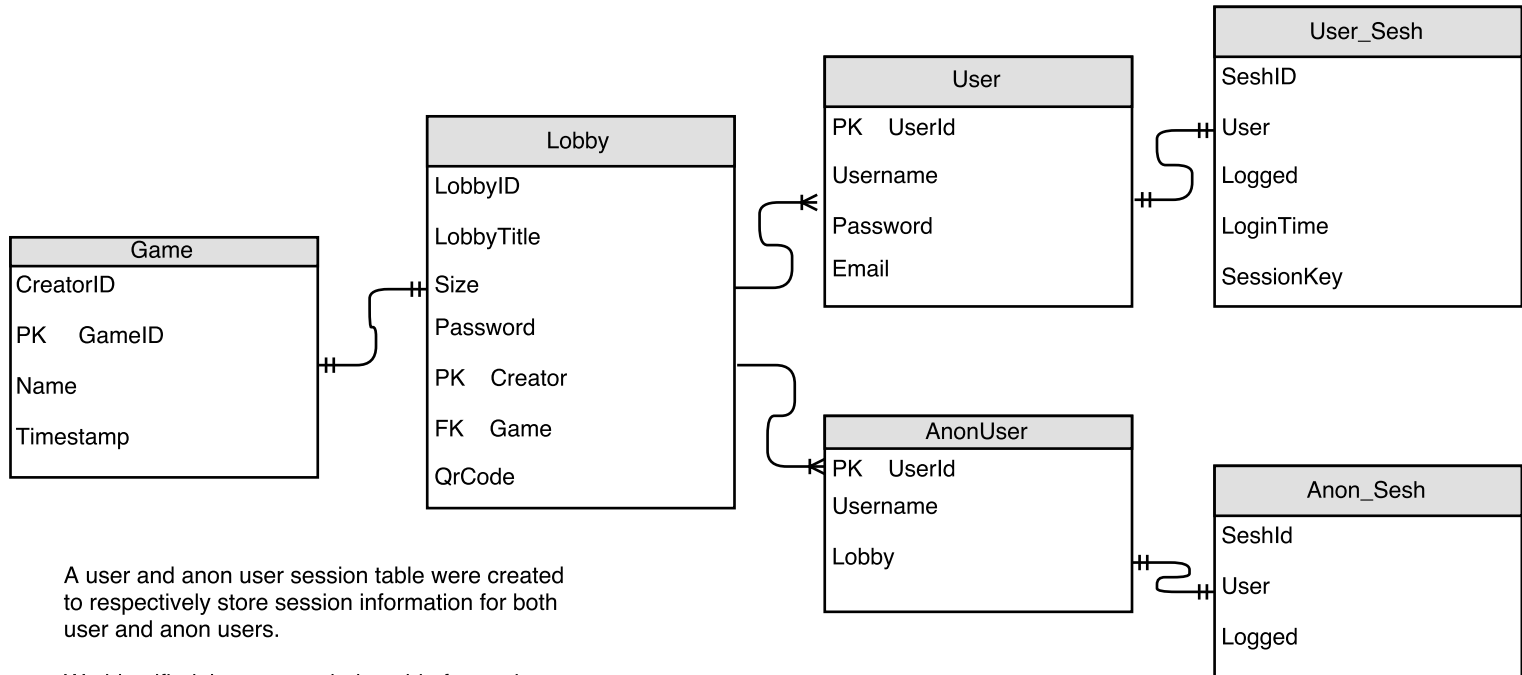 Game
CreatorID
PK GameID
Name
Timestamp
Lobby
LobbyID
LobbyTitle
Size
Password
PK Creator
FK Game
QrCode
User
PK UserId
Username
Password
Email
User_Sesh
SeshID
User
Logged
LoginTime
SessionKey
AnonUser
PK UserId
Username
Lobby
Anon_Sesh
SeshId
User
Logged
A user and anon user session table were created
to respectively store session information for both
user and anon users.